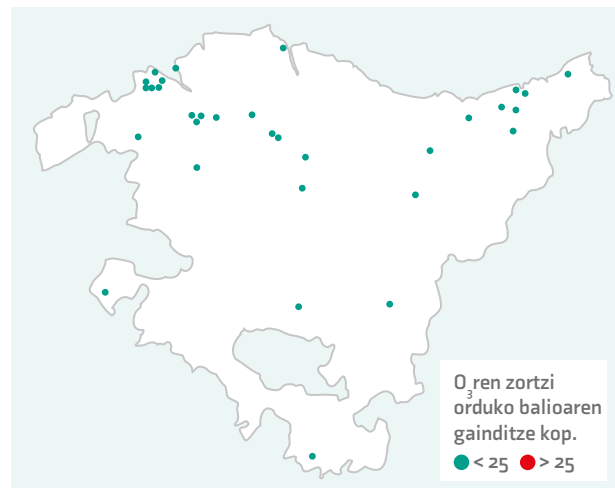 O3ren zortzi
orduko balioaren
gainditze kop.
< 25 > 25